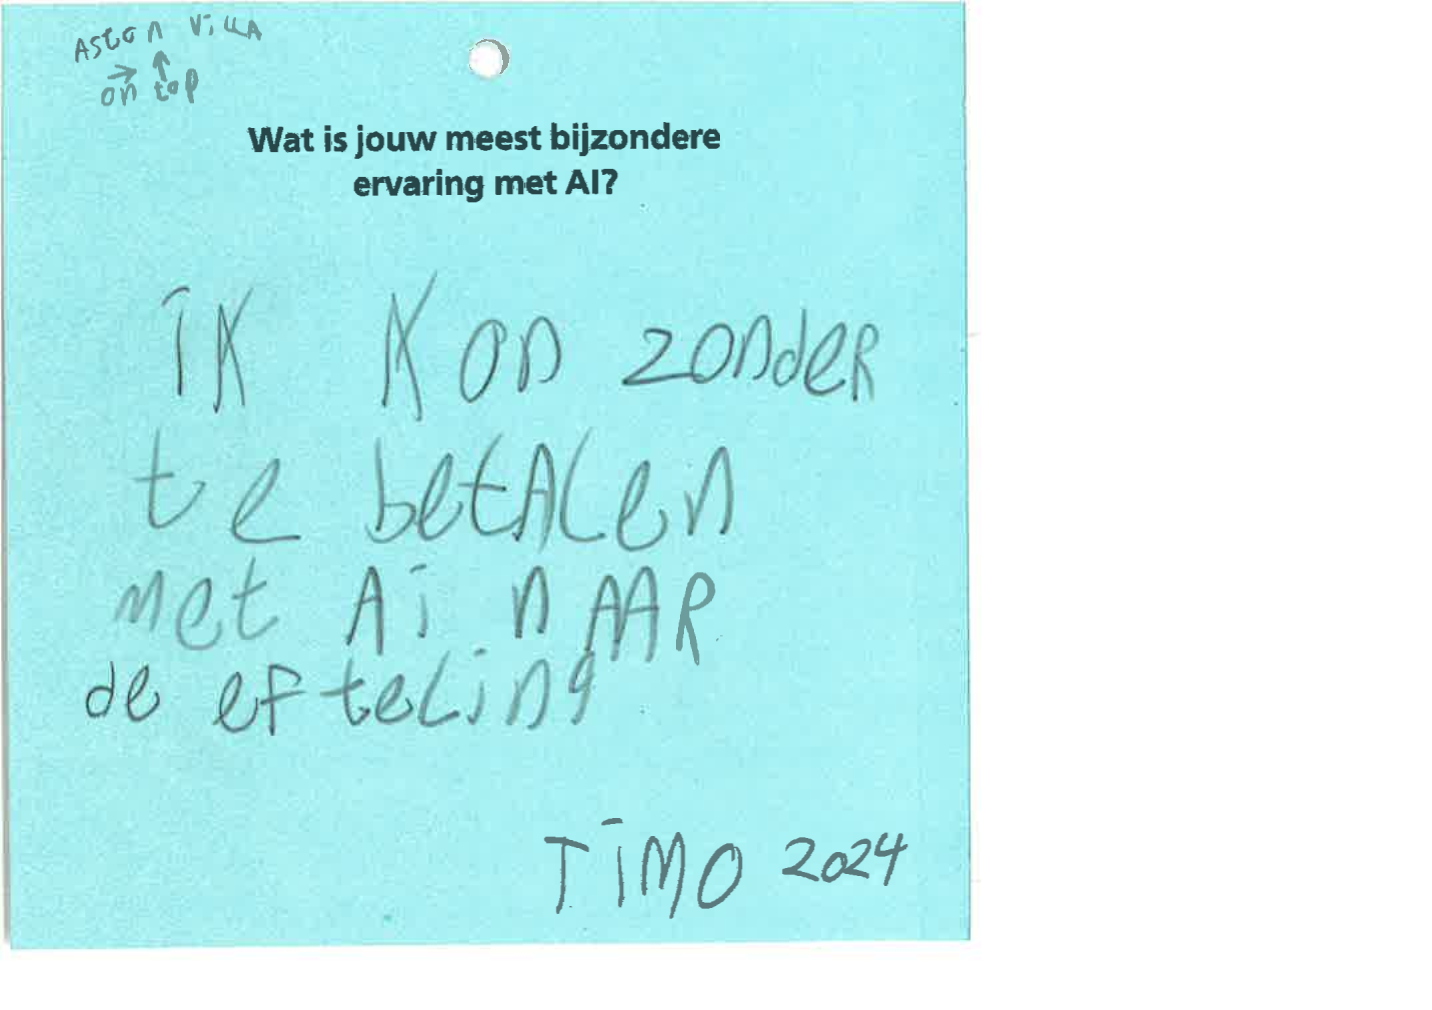 Aston Villa
→ ↑
on top
Wat is jouw meest bijzondere
ervaring met AI?
iK Kon zonder
te betalen
met Ai nAAR
de efteling
TiMO 2024